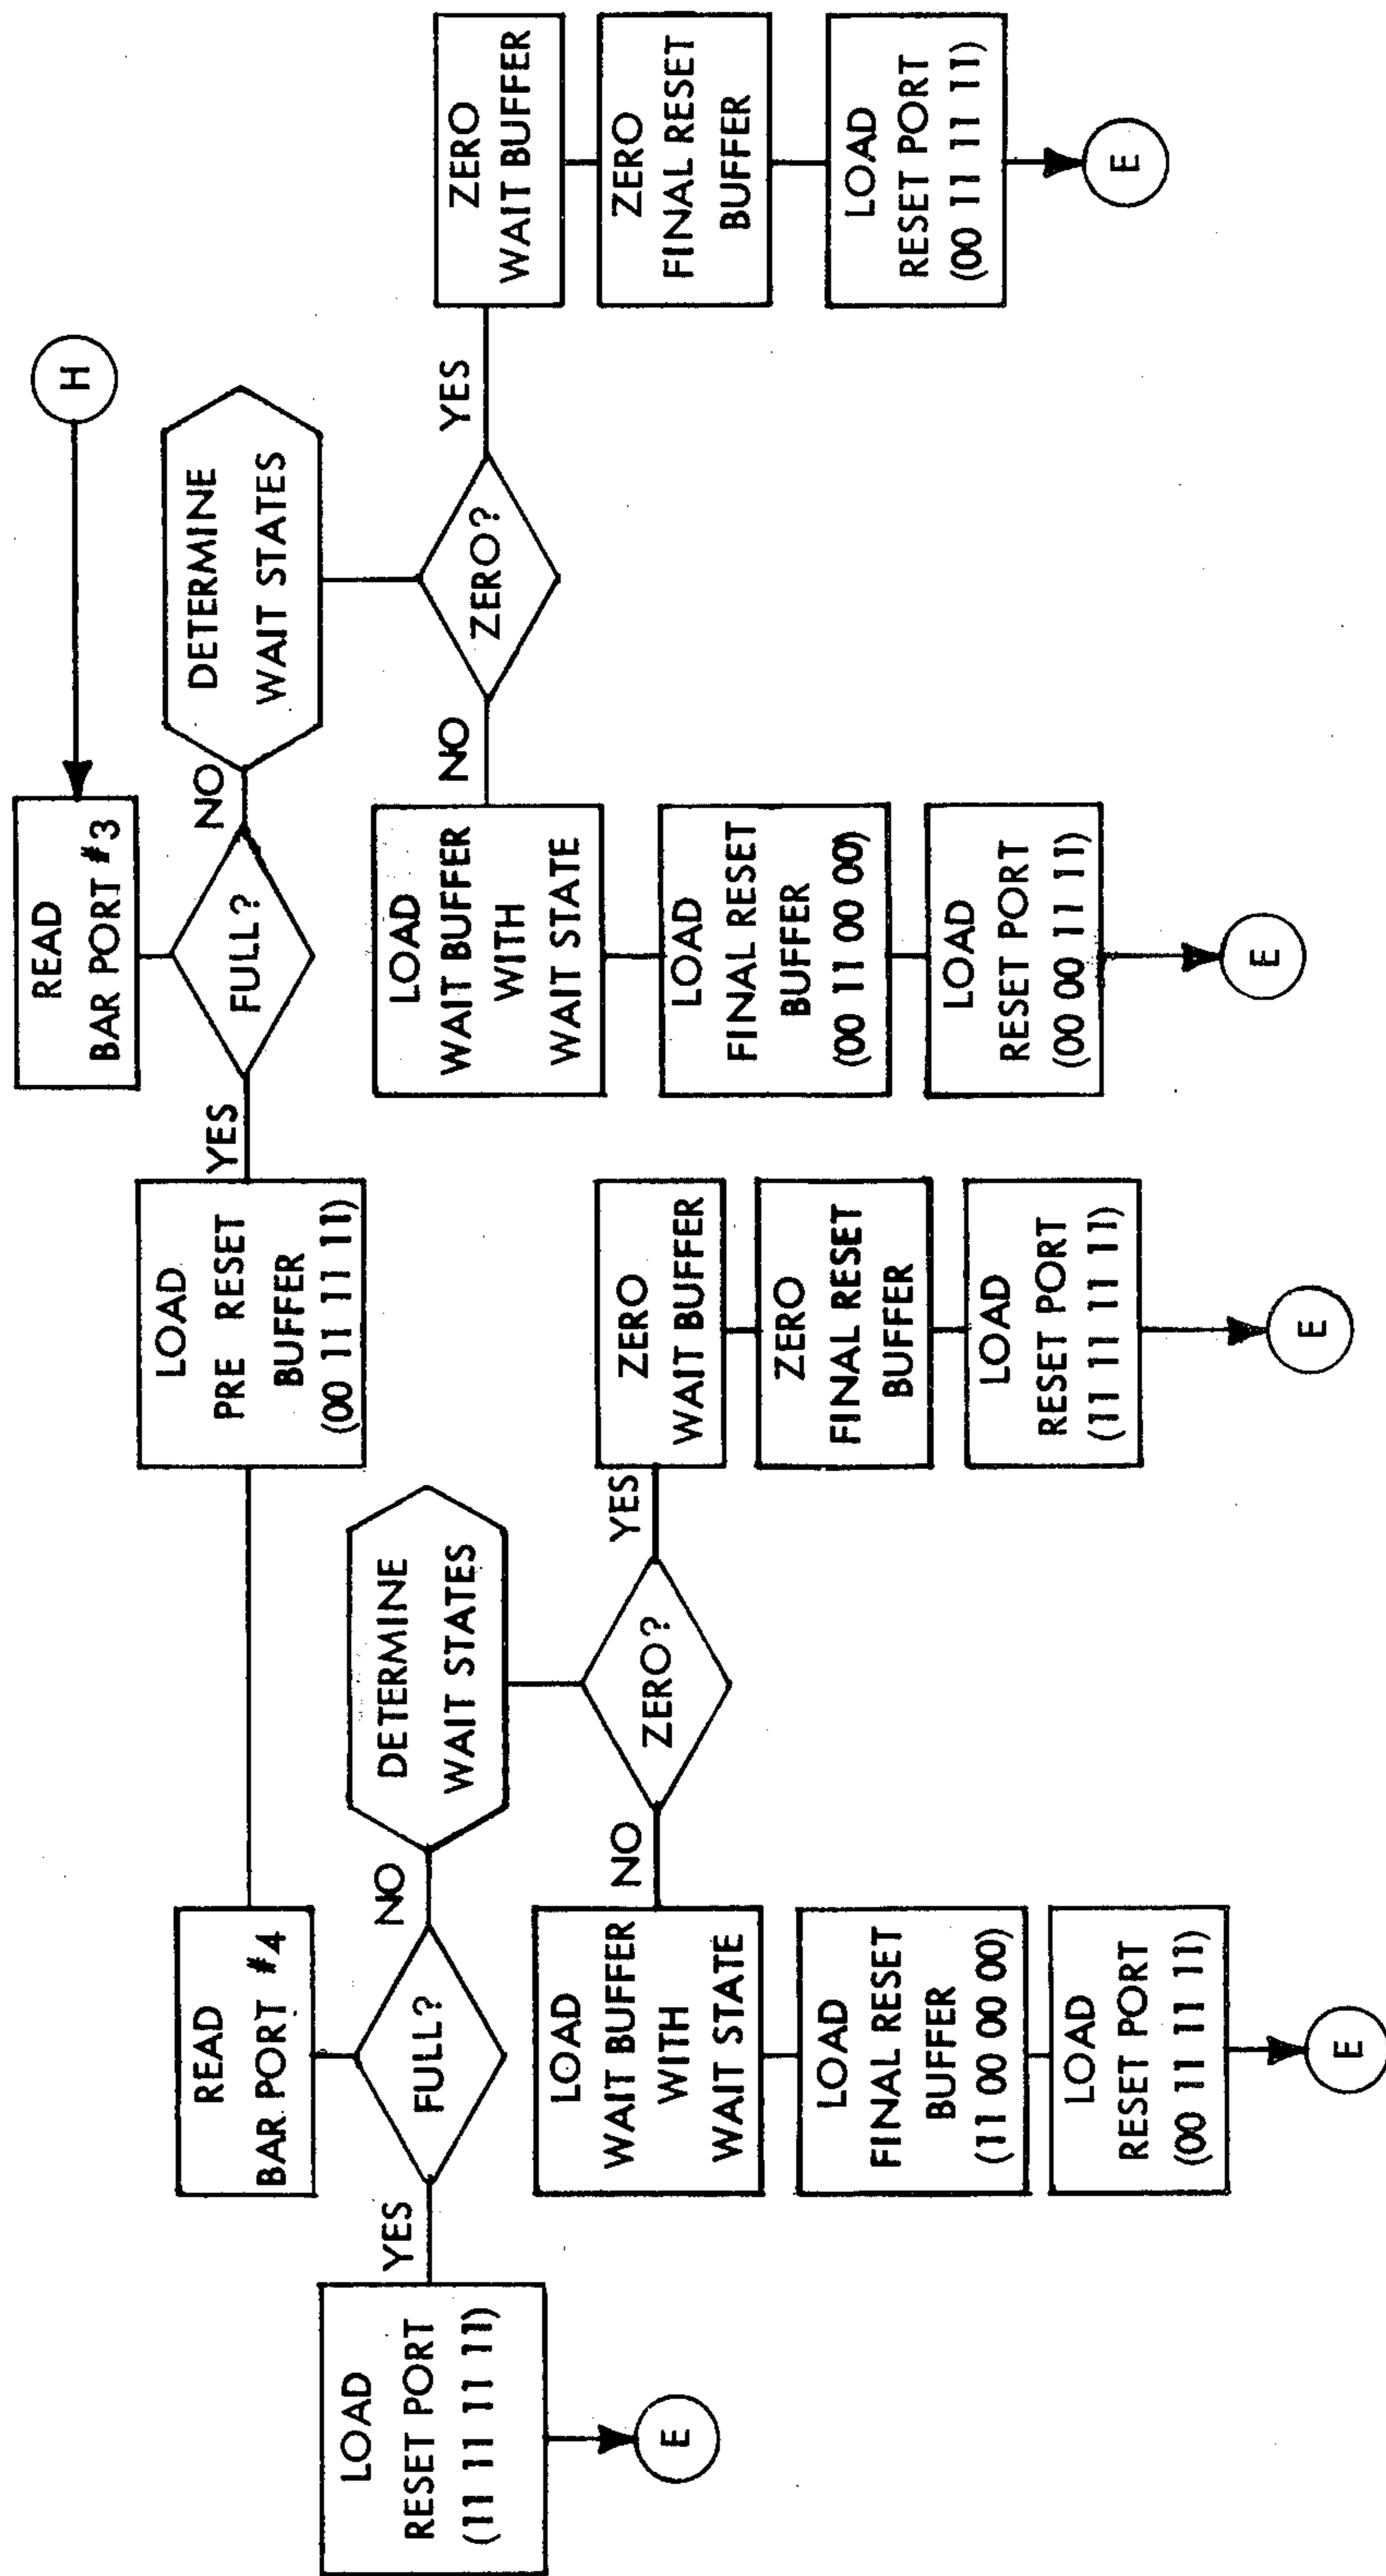 H
READ
BAR PORT #3
FULL?
NO
YES
DETERMINE
WAIT STATES
ZERO?
YES
NO
ZERO
WAIT BUFFER
ZERO
FINAL RESET
BUFFER
LOAD
RESET PORT
(00 11 11 11)
E
LOAD
WAIT BUFFER
WITH
WAIT STATE
LOAD
FINAL RESET
BUFFER
(00 11 00 00)
LOAD
RESET PORT
(00 00 11 11)
E
LOAD
PRE RESET
BUFFER
(00 11 11 11)
READ
BAR PORT #4
FULL?
NO
YES
DETERMINE
WAIT STATES
ZERO?
YES
NO
ZERO
WAIT BUFFER
ZERO
FINAL RESET
BUFFER
LOAD
RESET PORT
(11 11 11 11)
E
LOAD
WAIT BUFFER
WITH
WAIT STATE
LOAD
FINAL RESET
BUFFER
(11 00 00 00)
LOAD
RESET PORT
(00 11 11 11)
E
LOAD
RESET PORT
(11 11 11 11)
E